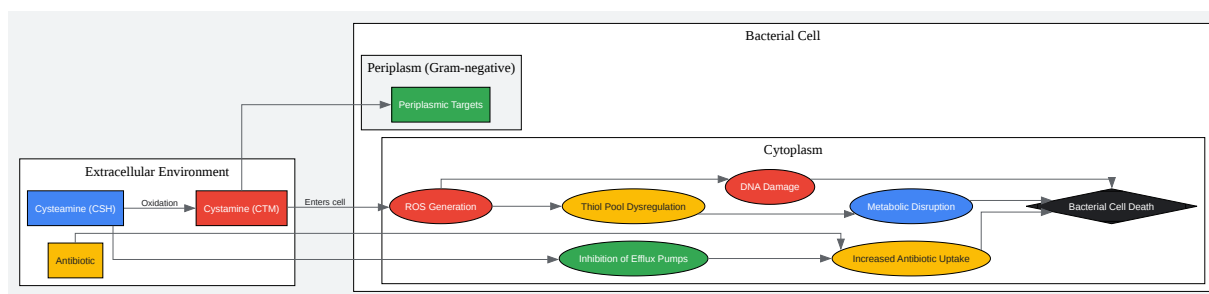 Bacterial Cell
Periplasm (Gram-negative)
Periplasmic Targets
Cytoplasm
Extracellular Environment
Cysteamine (CSH)
Oxidation
Cystamine (CTM)
Enters cell
ROS Generation
Thiol Pool Dysregulation
DNA Damage
Metabolic Disruption
Bacterial Cell Death
Antibiotic
Inhibition of Efflux Pumps
Increased Antibiotic Uptake